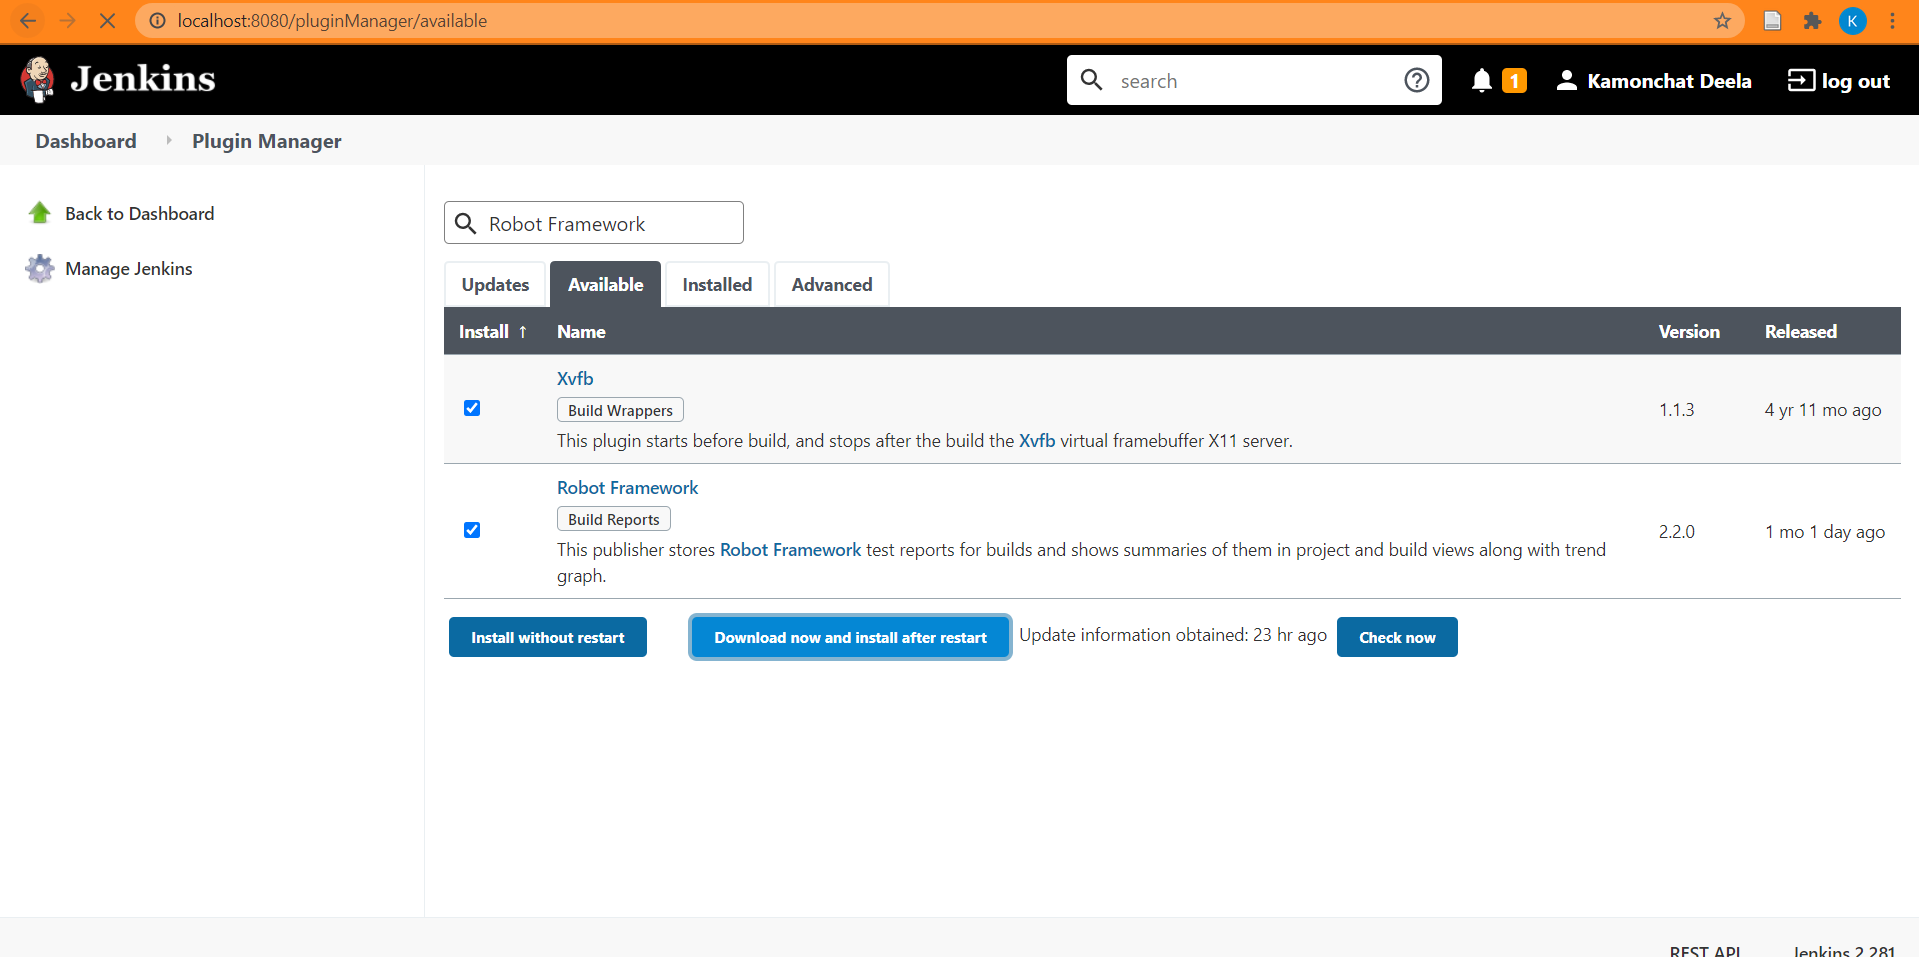 localhost:8080/pluginManager/available
K
Jenkins
search
1
Kamonchat Deela
log out
Dashboard
Plugin Manager
Back to Dashboard
Manage Jenkins
Robot Framework
Updates
Available
Installed
Advanced
Install ↑ Name Version Released
Xvfb
Build Wrappers
1.1.3 4 yr 11 mo ago
This plugin starts before build, and stops after the build the Xvfb virtual framebuffer X11 server.
Robot Framework
Build Reports
2.2.0 1 mo 1 day ago
This publisher stores Robot Framework test reports for builds and shows summaries of them in project and build views along with trend
graph.
Install without restart
Download now and install after restart
Update information obtained: 23 hr ago
Check now
REST API
Jenkins 2.281